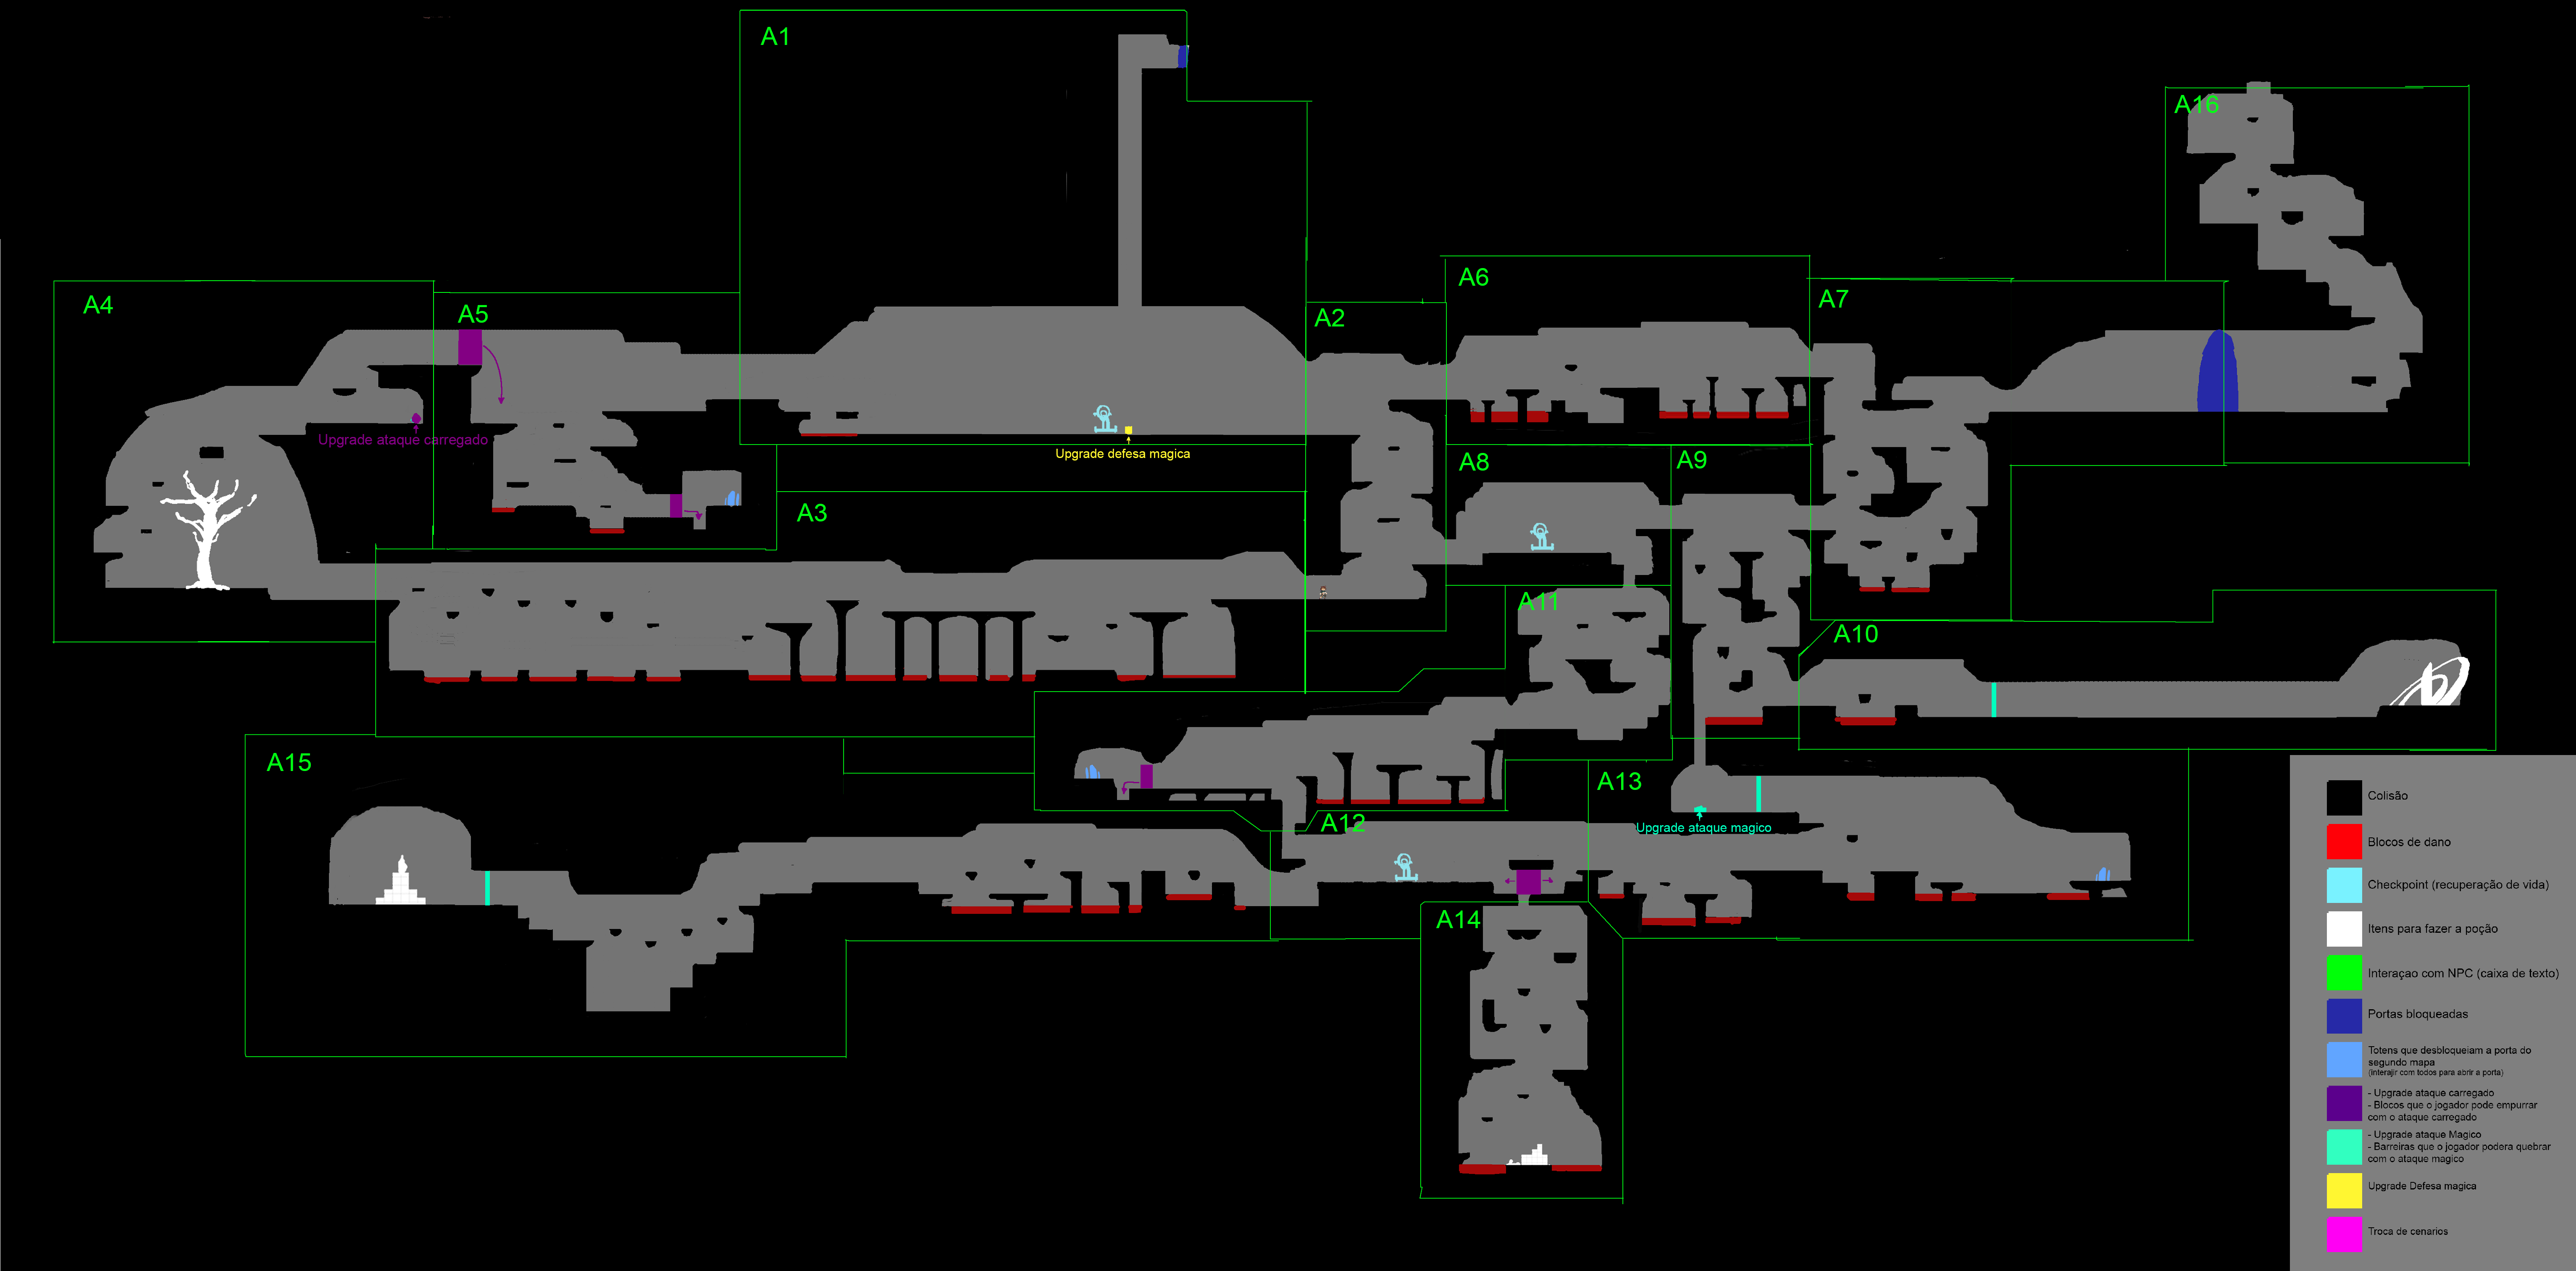 A1
A16
A6
A7
A2
A4
A5
Upgrade ataque carregado
Upgrade defesa magica
A8
A9
A3
A11
A10
A15
A13
A12
Upgrade ataque magico
A14
Colisão
Blocos de dano
Checkpoint (recuperação de vida)
Itens para fazer a poção
Interaçao com NPC (caixa de texto)
Portas bloqueadas
Totens que desbloqueiam a porta do
segundo mapa
(interajir com todos para abrir a porta)
- Upgrade ataque carregado
- Blocos que o jogador pode empurrar
com o ataque carregado
- Upgrade ataque Magico
- Barreiras que o jogador podera quebrar
com o ataque magico
Upgrade Defesa magica
Troca de cenarios